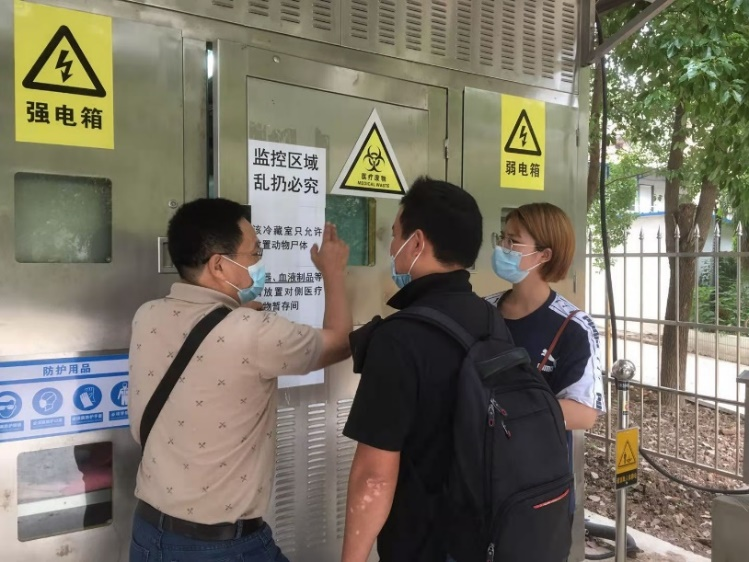 强电箱
监控区域
乱扔必究
该冷藏室只允许
放置动物尸体
、血液制品等
放置对侧医疗
物暂存间
医疗废物
MEDICAL WASTE
弱电箱
防护用品